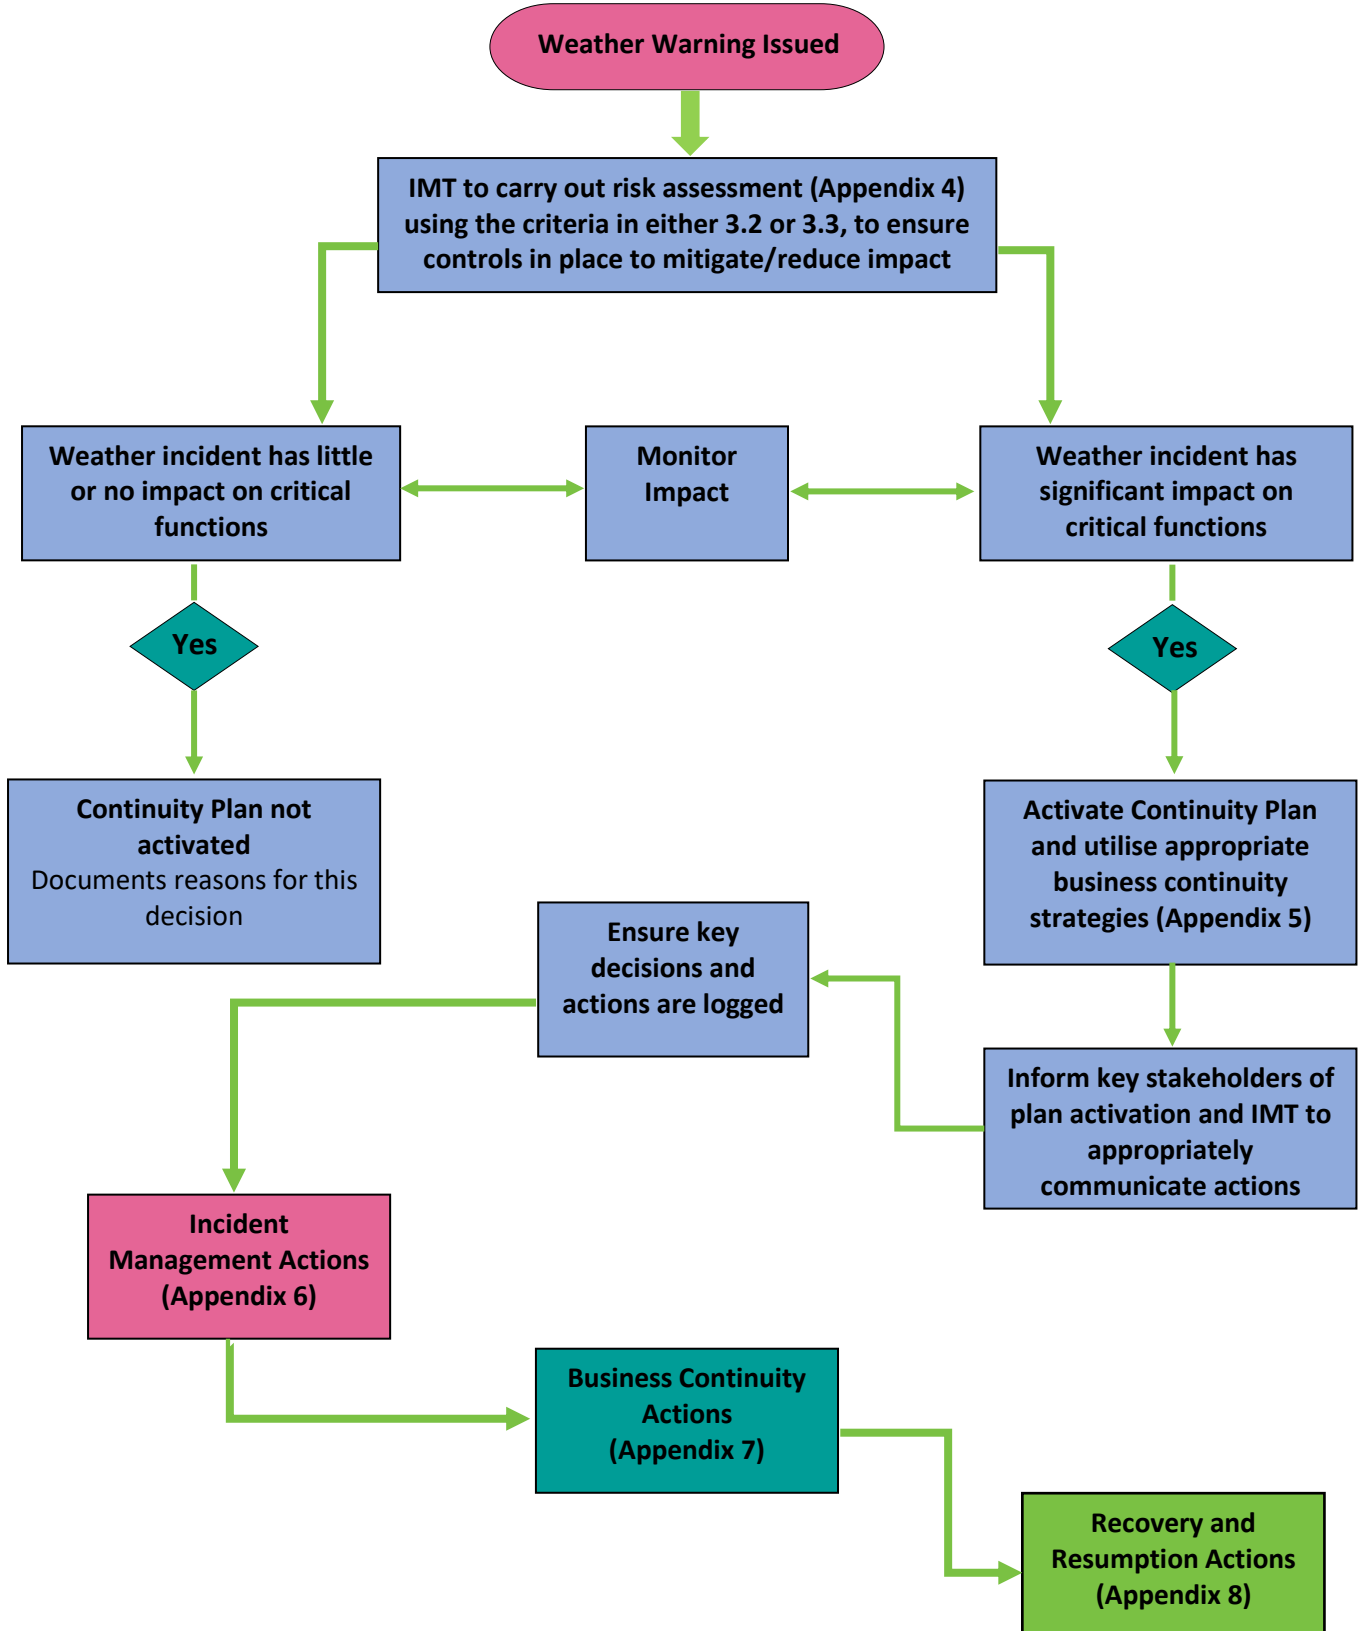 Weather Warning Issued
IMT to carry out risk assessment (Appendix 4)
using the criteria in either 3.2 or 3.3, to ensure
controls in place to mitigate/reduce impact
Weather incident has little
or no impact on critical
functions
Monitor
Impact
Weather incident has
significant impact on
critical functions
Yes
Yes
Continuity Plan not
activated
Documents reasons for this
decision
Activate Continuity Plan
and utilise appropriate
business continuity
strategies (Appendix 5)
Ensure key
decisions and
actions are logged
Inform key stakeholders of
plan activation and IMT to
appropriately
communicate actions
Incident
Management Actions
(Appendix 6)
Business Continuity
Actions
(Appendix 7)
Recovery and
Resumption Actions
(Appendix 8)